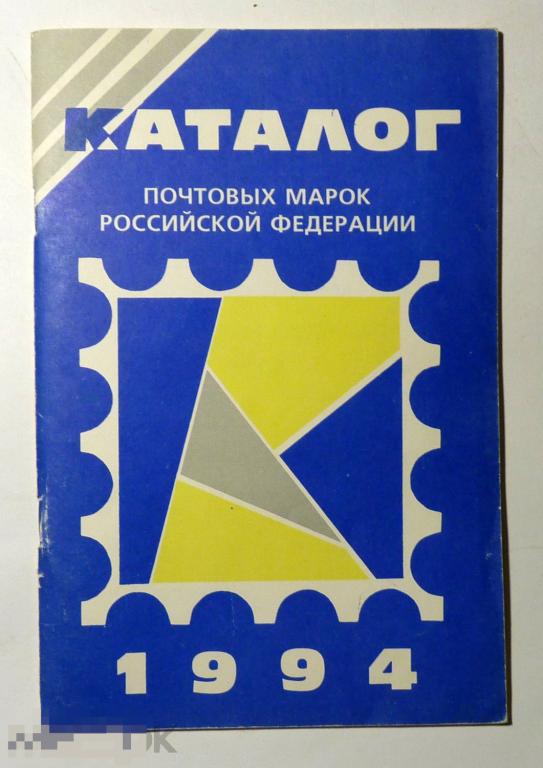 КАТАЛОГ
ПОЧТОВЫХ МАРОК
РОССИЙСКОЙ ФЕДЕРАЦИИ
1994